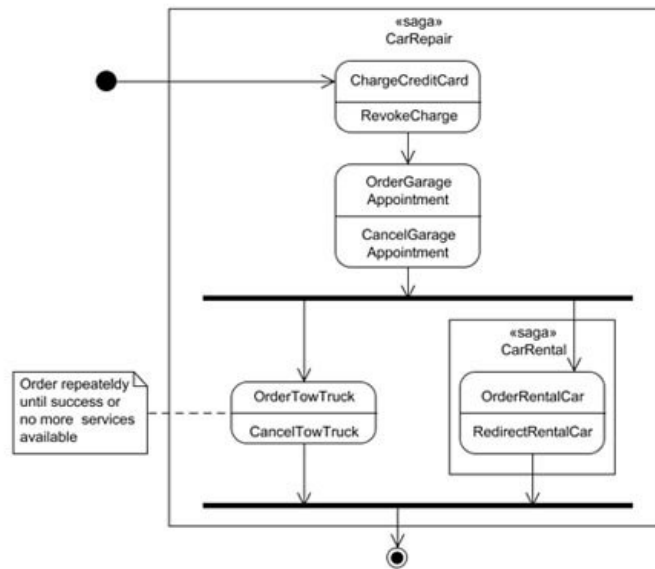 «saga»
CarRepair
ChargeCreditCard
RevokeCharge
OrderGarage
Appointment
CancelGarage
Appointment
«saga»
CarRental
Order repeateldy
until success or
no more services
available
OrderTowTruck
CancelTowTruck
OrderRentalCar
RedirectRentalCar